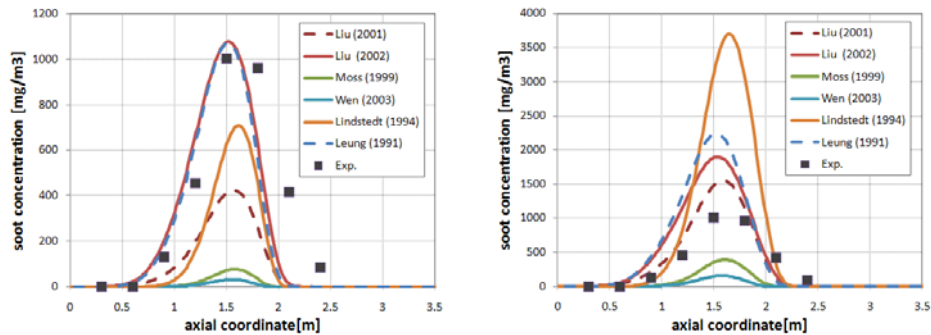 1200
1000
800
600
400
200
0
0
0.5
1
1.5
2
2.5
3
3.5
soot concentration [mg/m3]
axial coordinate[m]
Liu (2001)
Liu (2002)
Moss (1999)
Wen (2003)
Lindstedt (1994)
Leung (1991)
Exp.
4000
3500
3000
2500
2000
1500
1000
500
0
0
0.5
1
1.5
2
2.5
3
3.5
soot concentration [mg/m3]
axial coordinate[m]
Liu (2001)
Liu (2002)
Moss (1999)
Wen (2003)
Lindstedt (1994)
Leung (1991)
Exp.